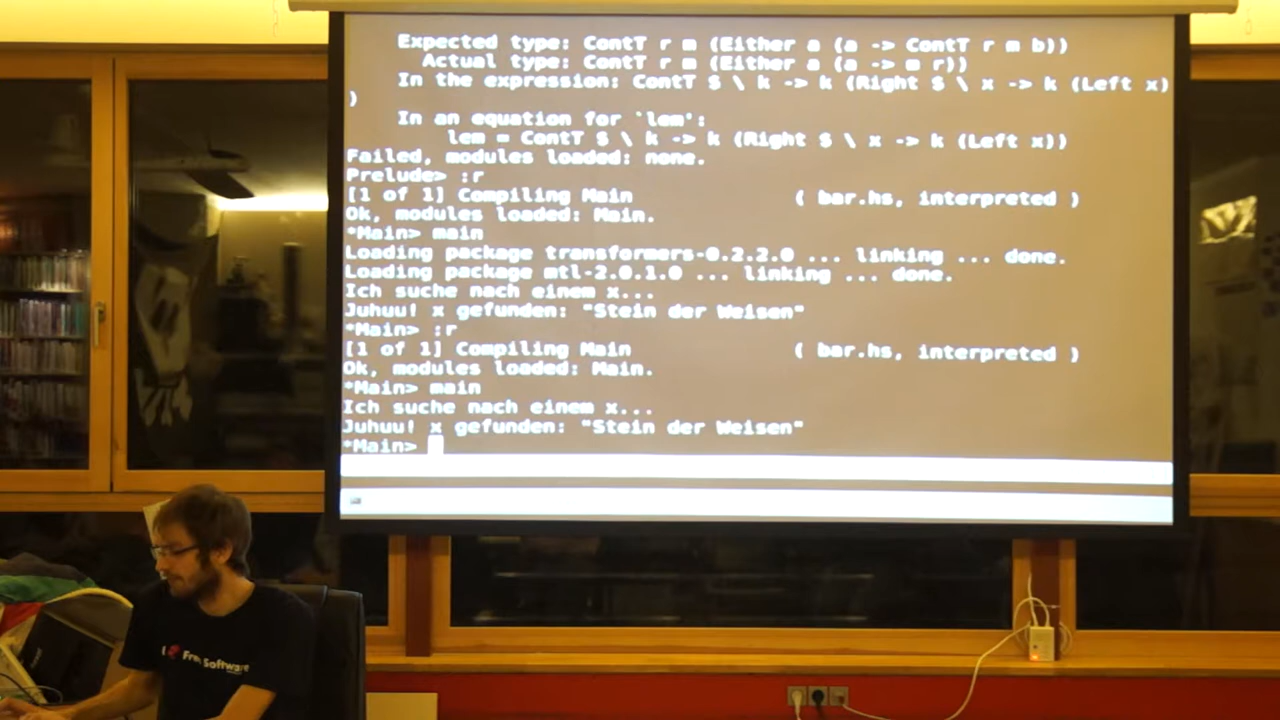 Expected type: ContT r m (Either a (a -> ContT r m b))
Actual type: ContT r m (Either a (a -> m r))
In the expression: ContT $ \ k -> k (Right $ \ x -> k (Left x)
)
In an equation for `lem':
lem = ContT $ \ k -> k (Right $ \ x -> k (Left x))
Failed, modules loaded: none.
Prelude> :r
[1 of 1] Compiling Main ( bar.hs, interpreted )
Ok, modules loaded: Main.
*Main> main
Loading package transformers-0.2.2.0 ... linking ... done.
Loading package mtl-2.0.1.0 ... linking ... done.
Ich suche nach einem x...
Juhuu! x gefunden: "Stein der Weisen"
*Main> :r
[1 of 1] Compiling Main ( bar.hs, interpreted )
Ok, modules loaded: Main.
*Main> main
Ich suche nach einem x...
Juhuu! x gefunden: "Stein der Weisen"
*Main>
I Free Software